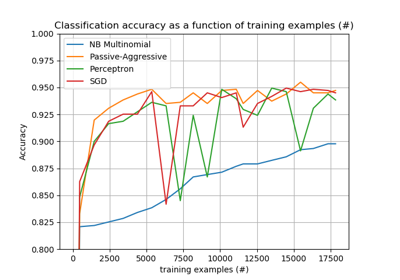 Classification accuracy as a function of training examples (#)
1.000
0.975
0.950
0.925
0.900
0.875
0.850
0.825
0.800
Accuracy
NB Multinomial
Passive-Aggressive
Perceptron
SGD
0 2500 5000 7500 10000 12500 15000 17500
training examples (#)